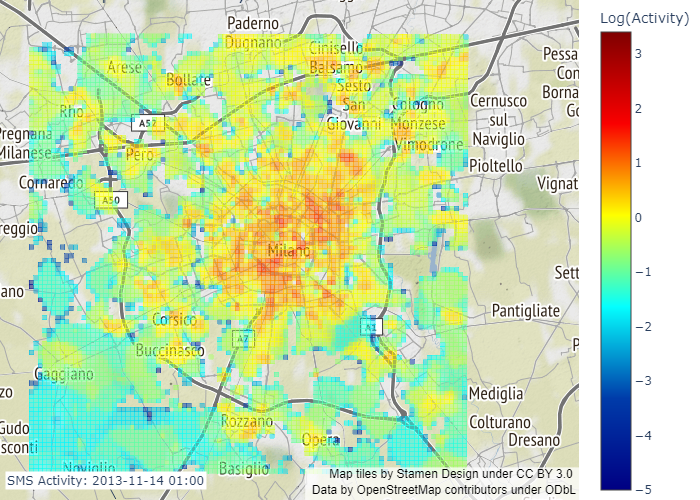 Log(Activity)
3
2
1
0
−1
−2
−3
−4
−5
Paderno
Dugnano
Cinisello
Balsamo
Arese
Bollate
Sesto
San
Giovanni
Cologno
Monzese
Cernusco
sul
Naviglio
Pessa
Con
Borna
Go
Rho
A52
Pregnana
Milanese
Pero
Vimodrone
Pioltello
Cornaredo
A50
Vignat
reggio
Milano
Sett
ano
Pantigliate
Corsico
A1
A7
Buccinasco
P
Gaggiano
zo
Mediglia
Gudo
sconti
Rozzano
Opera
Colturano
Dresano
Noviglio
Basiglio
SMS Activity: 2013-11-14 01:00
Map tiles by Stamen Design under CC BY 3.0
Data by OpenStreetMap contributors under ODbL